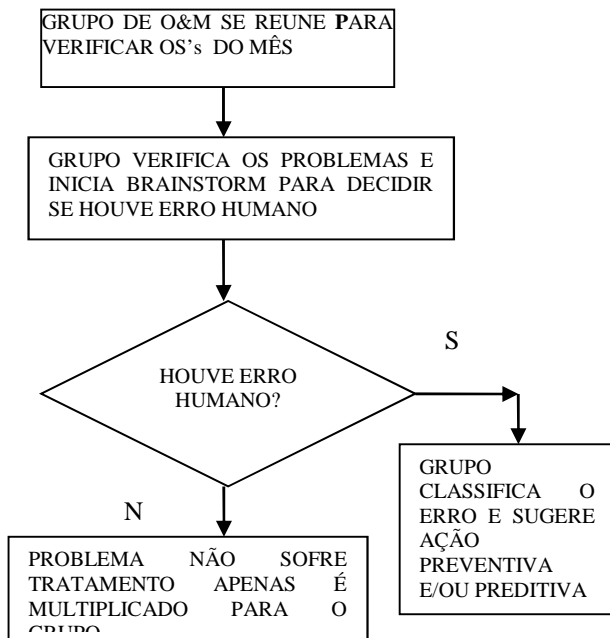 GRUPO DE O&M SE REUNE PARA
VERIFICAR OS's DO MÊS
GRUPO VERIFICA OS PROBLEMAS E
INICIA BRAINSTORM PARA DECIDIR
SE HOUVE ERRO HUMANO
S
HOUVE ERRO
HUMANO?
GRUPO
CLASSIFICA O
ERRO E SUGERE
AÇÃO
PREVENTIVA
E/OU PREDITIVA
N
PROBLEMA NÃO SOFRE
TRATAMENTO APENAS É
MULTIPLICADO PARA O
GRUPO